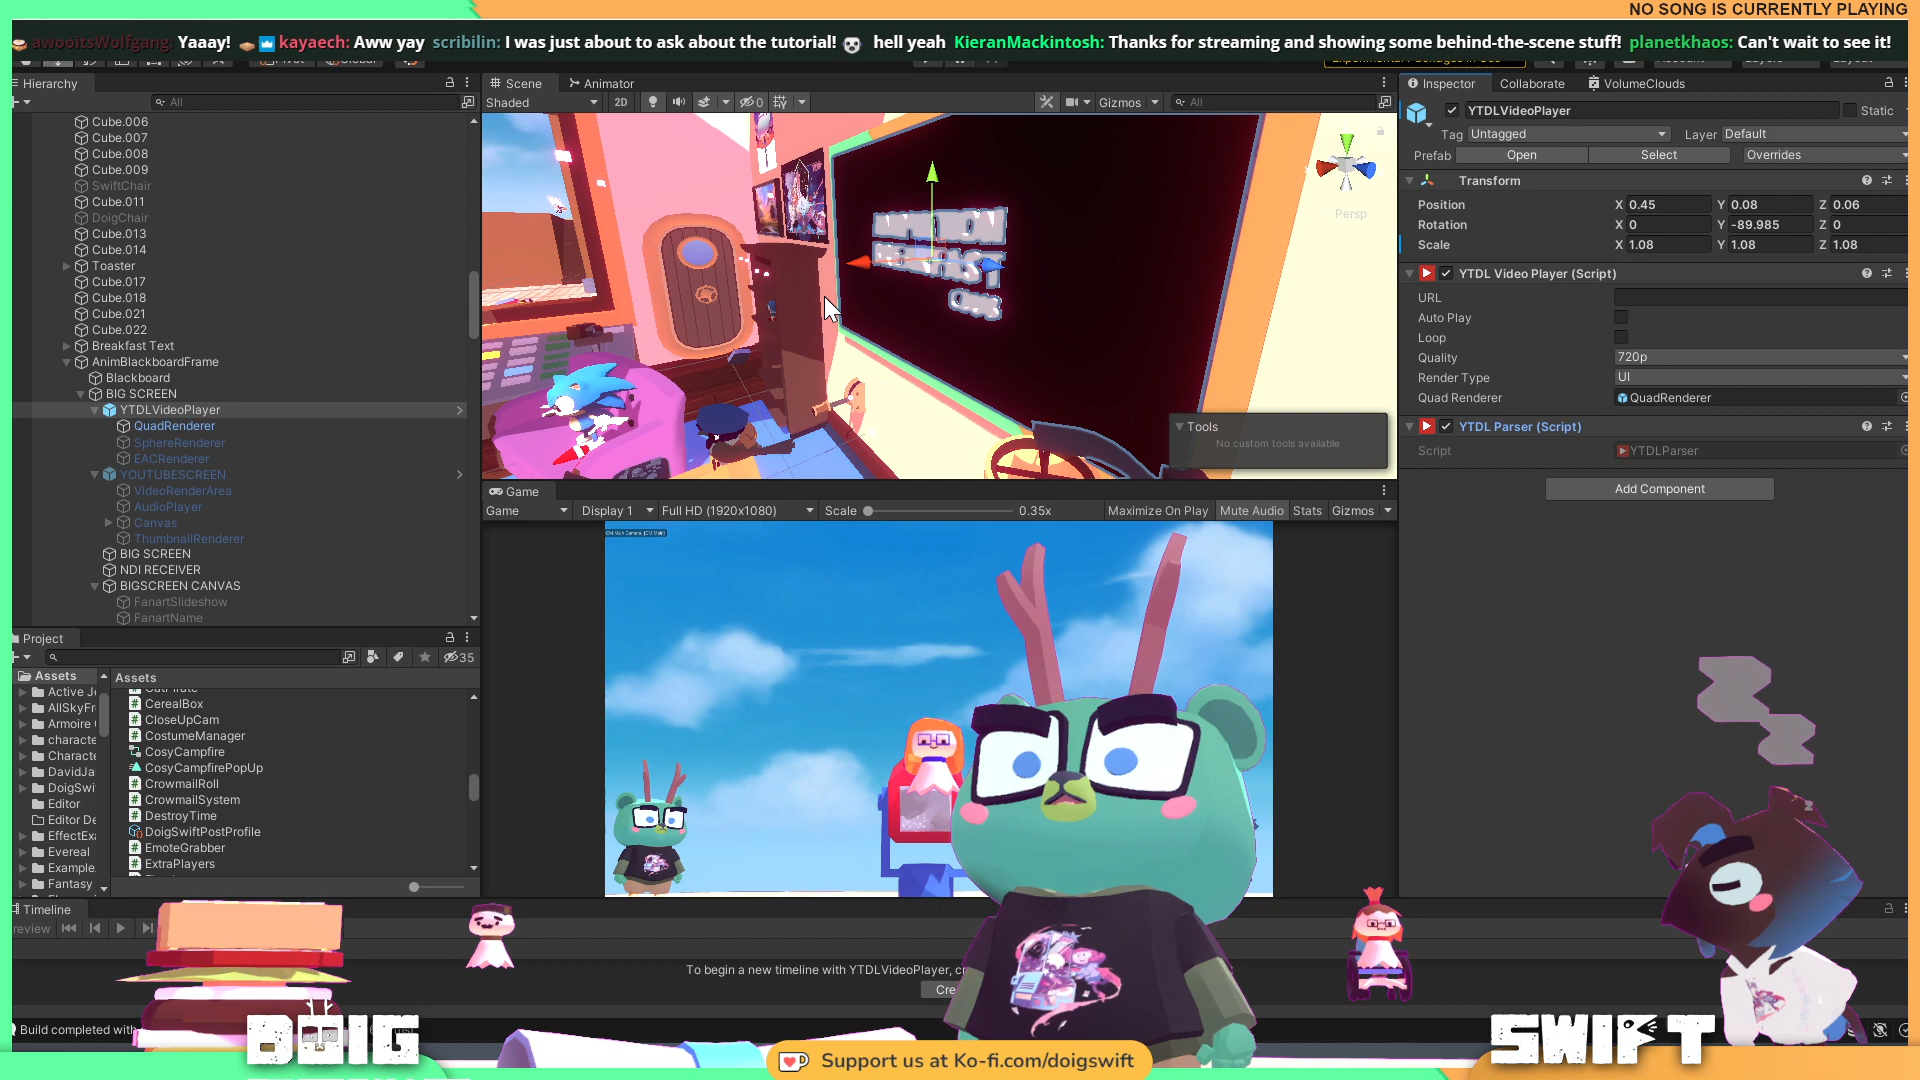 NO SONG IS CURRENTLY PLAYING
awooitsWolfgang: Yaaay! kayaech: Aww yay scribilin: I was just about to ask about the tutorial! hell yeah KieranMackintosh: Thanks for streaming and showing some behind-the-scene stuff! planetkhaos: Can't wait to see it!
Hierarchy
All
Cube.006
Cube.007
Cube.008
Cube.009
SwiftChair
Cube.011
DoigChair
Cube.013
Cube.014
Toaster
Cube.017
Cube.018
Cube.021
Cube.022
Breakfast Text
AnimBlackboardFrame
Blackboard
BIG SCREEN
YTDLVideoPlayer
QuadRenderer
SphereRenderer
EACRenderer
YOUTUBESCREEN
VideoRenderArea
AudioPlayer
Canvas
ThumbnailRenderer
BIG SCREEN
NDI RECEIVER
BIGSCREEN CANVAS
FanartSlideshow
FanartName
Scene Animator
Shaded 2D 0 Gizmos All
Persp
Tools
No custom tools available
Game
Game Display 1 Full HD (1920x1080) Scale 0.35x Maximize On Play Mute Audio Stats Gizmos
Inspector Collaborate VolumeClouds
YTDLVideoPlayer Static
Tag Untagged Layer Default
Prefab Open Select Overrides
Transform
Position X 0.45 Y 0.08 Z 0.06
Rotation X 0 Y -89.985 Z 0
Scale X 1.08 Y 1.08 Z 1.08
YTDL Video Player (Script)
URL
Auto Play
Loop
Quality 720p
Render Type UI
Quad Renderer QuadRenderer
YTDL Parser (Script)
Script YTDLParser
Add Component
Project
35
Assets
Active Je
AllSkyFr
Armoire
characte
Characte
DavidJa
DoigSwi
Editor
Editor De
EffectExa
Evereal
Example
Fantasy
Assets
CerealBox
CloseUpCam
CostumeManager
CosyCampfire
CosyCampfirePopUp
CrowmailRoll
CrowmailSystem
DestroyTime
DoigSwiftPostProfile
EmoteGrabber
ExtraPlayers
Timeline
review
To begin a new timeline with YTDLVideoPlayer, cr
Cre
Build completed with
DOIG
SWIFT
Support us at Ko-fi.com/doigswift